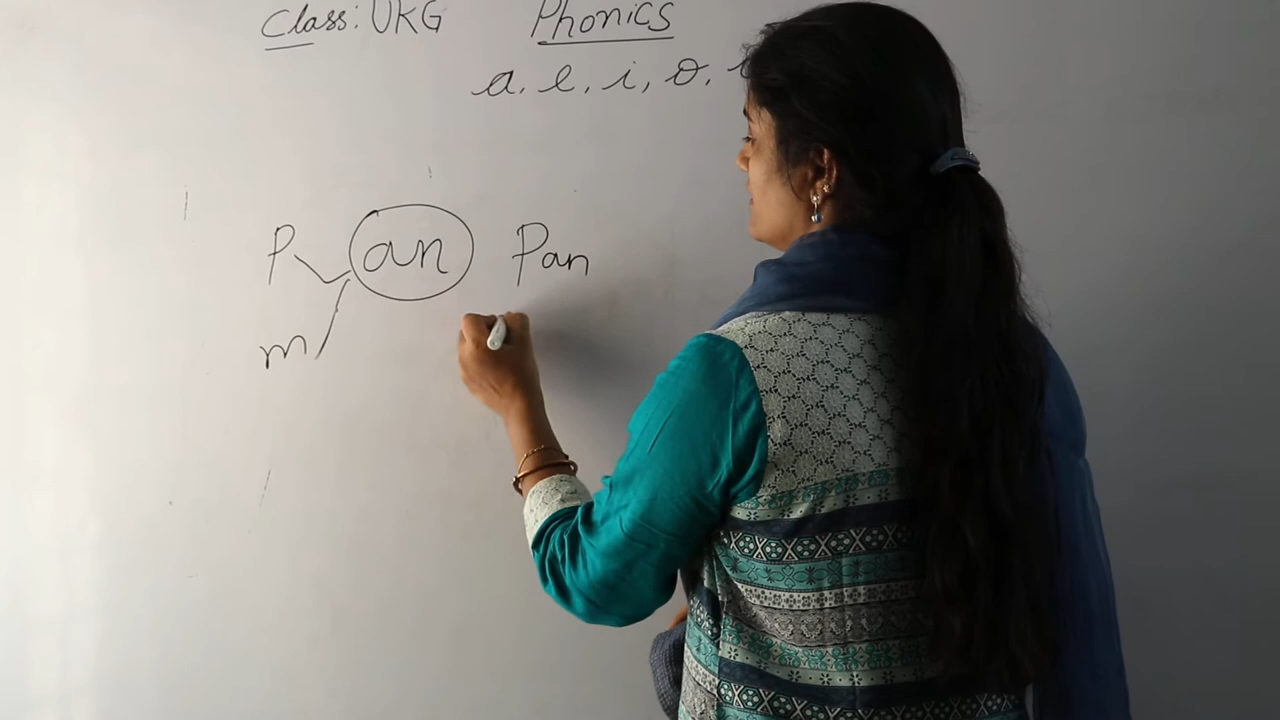 Class: UKG Phonics
a, e, i, o,
P an Pan
m